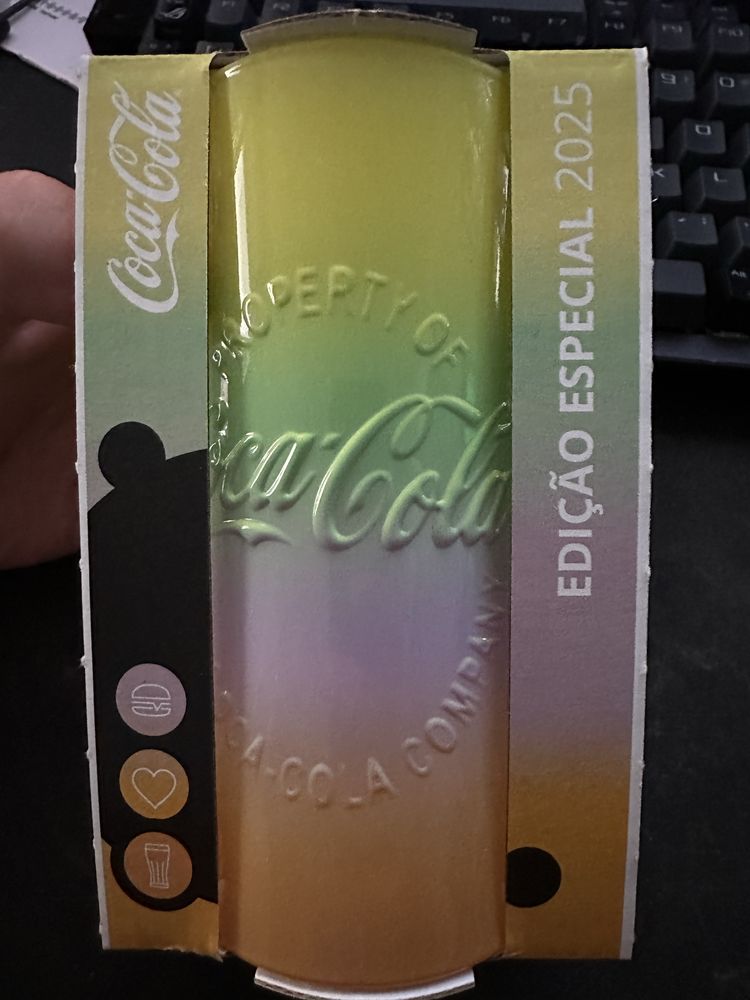 Coca-Cola
PROPERTY OF
Coca-Cola
COCA-COLA COMPANY
EDIÇÃO ESPECIAL 2025